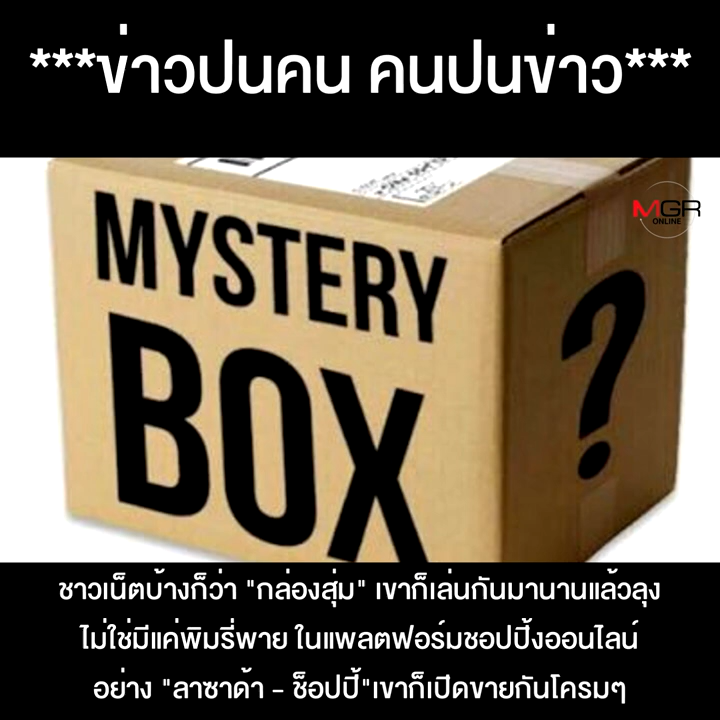 ***ข่าวปนคน คนปนข่าว***
MGR
ONLINE
MYSTERY
BOX
?
ชาวเน็ตบ้างก็ว่า "กล่องสุ่ม" เขาก็เล่นกันมานานแล้วลุง
ไม่ใช่มีแค่พิมรี่พาย ในแพลตฟอร์มชอปปิ้งออนไลน์
อย่าง "ลาซาด้า - ช็อปปี้"เขาก็เปิดขายกันโครมๆ